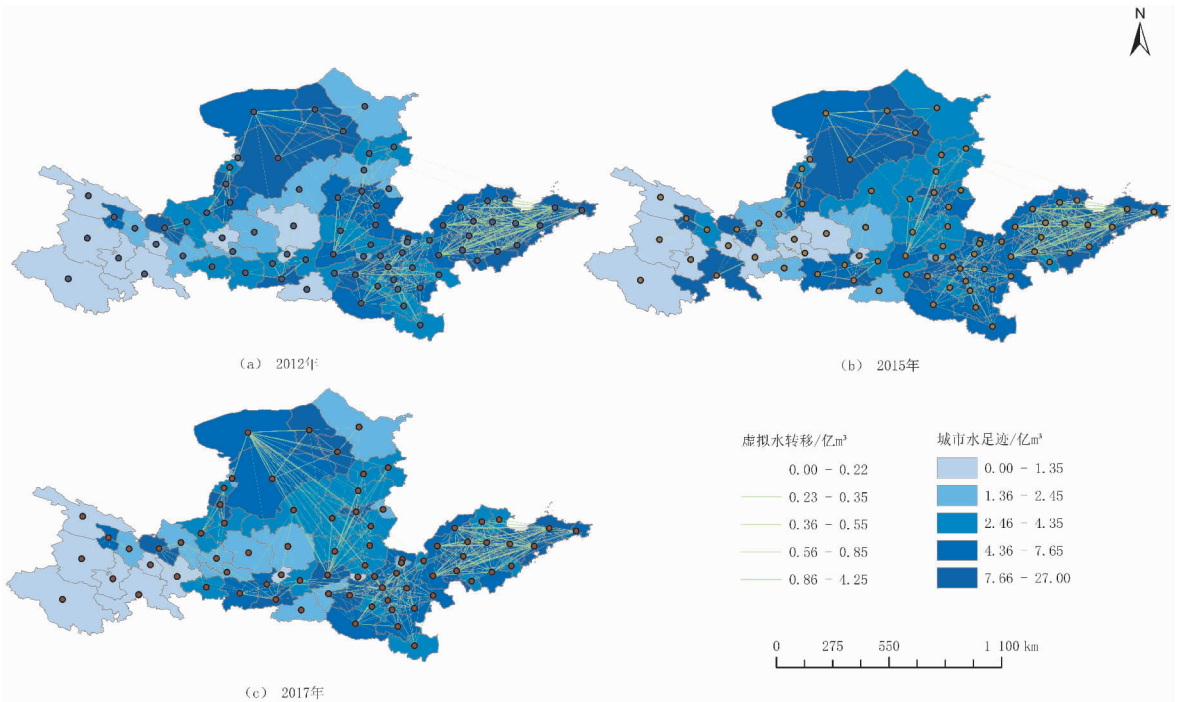 N
(a) 2012年
(b) 2015年
(c) 2017年
虚拟水转移/亿m³
0.00 - 0.22
0.23 - 0.35
0.36 - 0.55
0.56 - 0.85
0.86 - 4.25
城市水足迹/亿m³
0.00 - 1.35
1.36 - 2.45
2.46 - 4.35
4.36 - 7.65
7.66 - 27.00
0 275 550 1 100 km